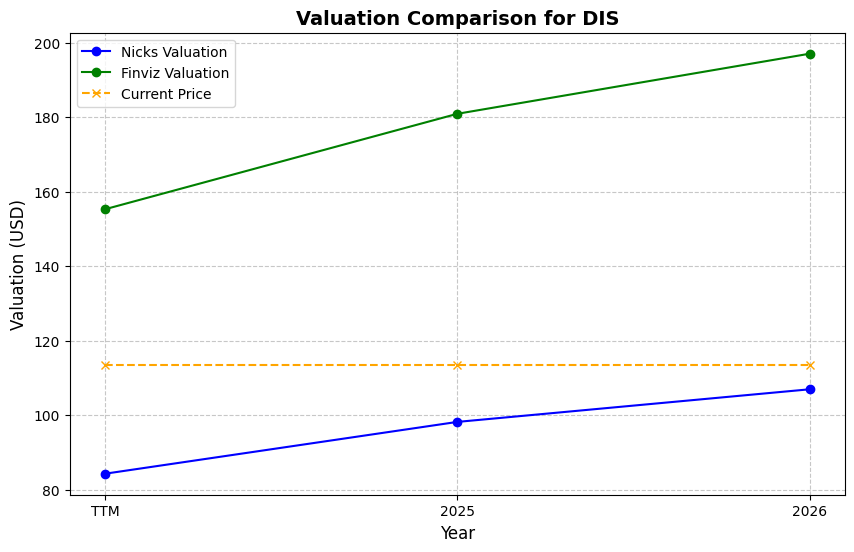 Valuation Comparison for DIS
Nicks Valuation
Finviz Valuation
Current Price
Valuation (USD)
200
180
160
140
120
100
80
TTM
2025
2026
Year